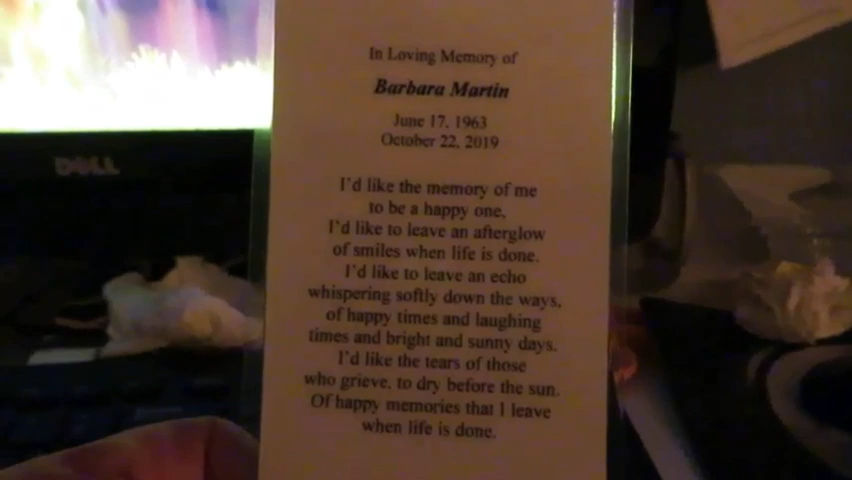 In Loving Memory of
Barbara Martin
June 17, 1963
October 22, 2019
I'd like the memory of me
to be a happy one,
I'd like to leave an afterglow
of smiles when life is done.
I'd like to leave an echo
whispering softly down the ways,
of happy times and laughing
times and bright and sunny days.
I'd like the tears of those
who grieve, to dry before the sun.
Of happy memories that I leave
when life is done.
DELL